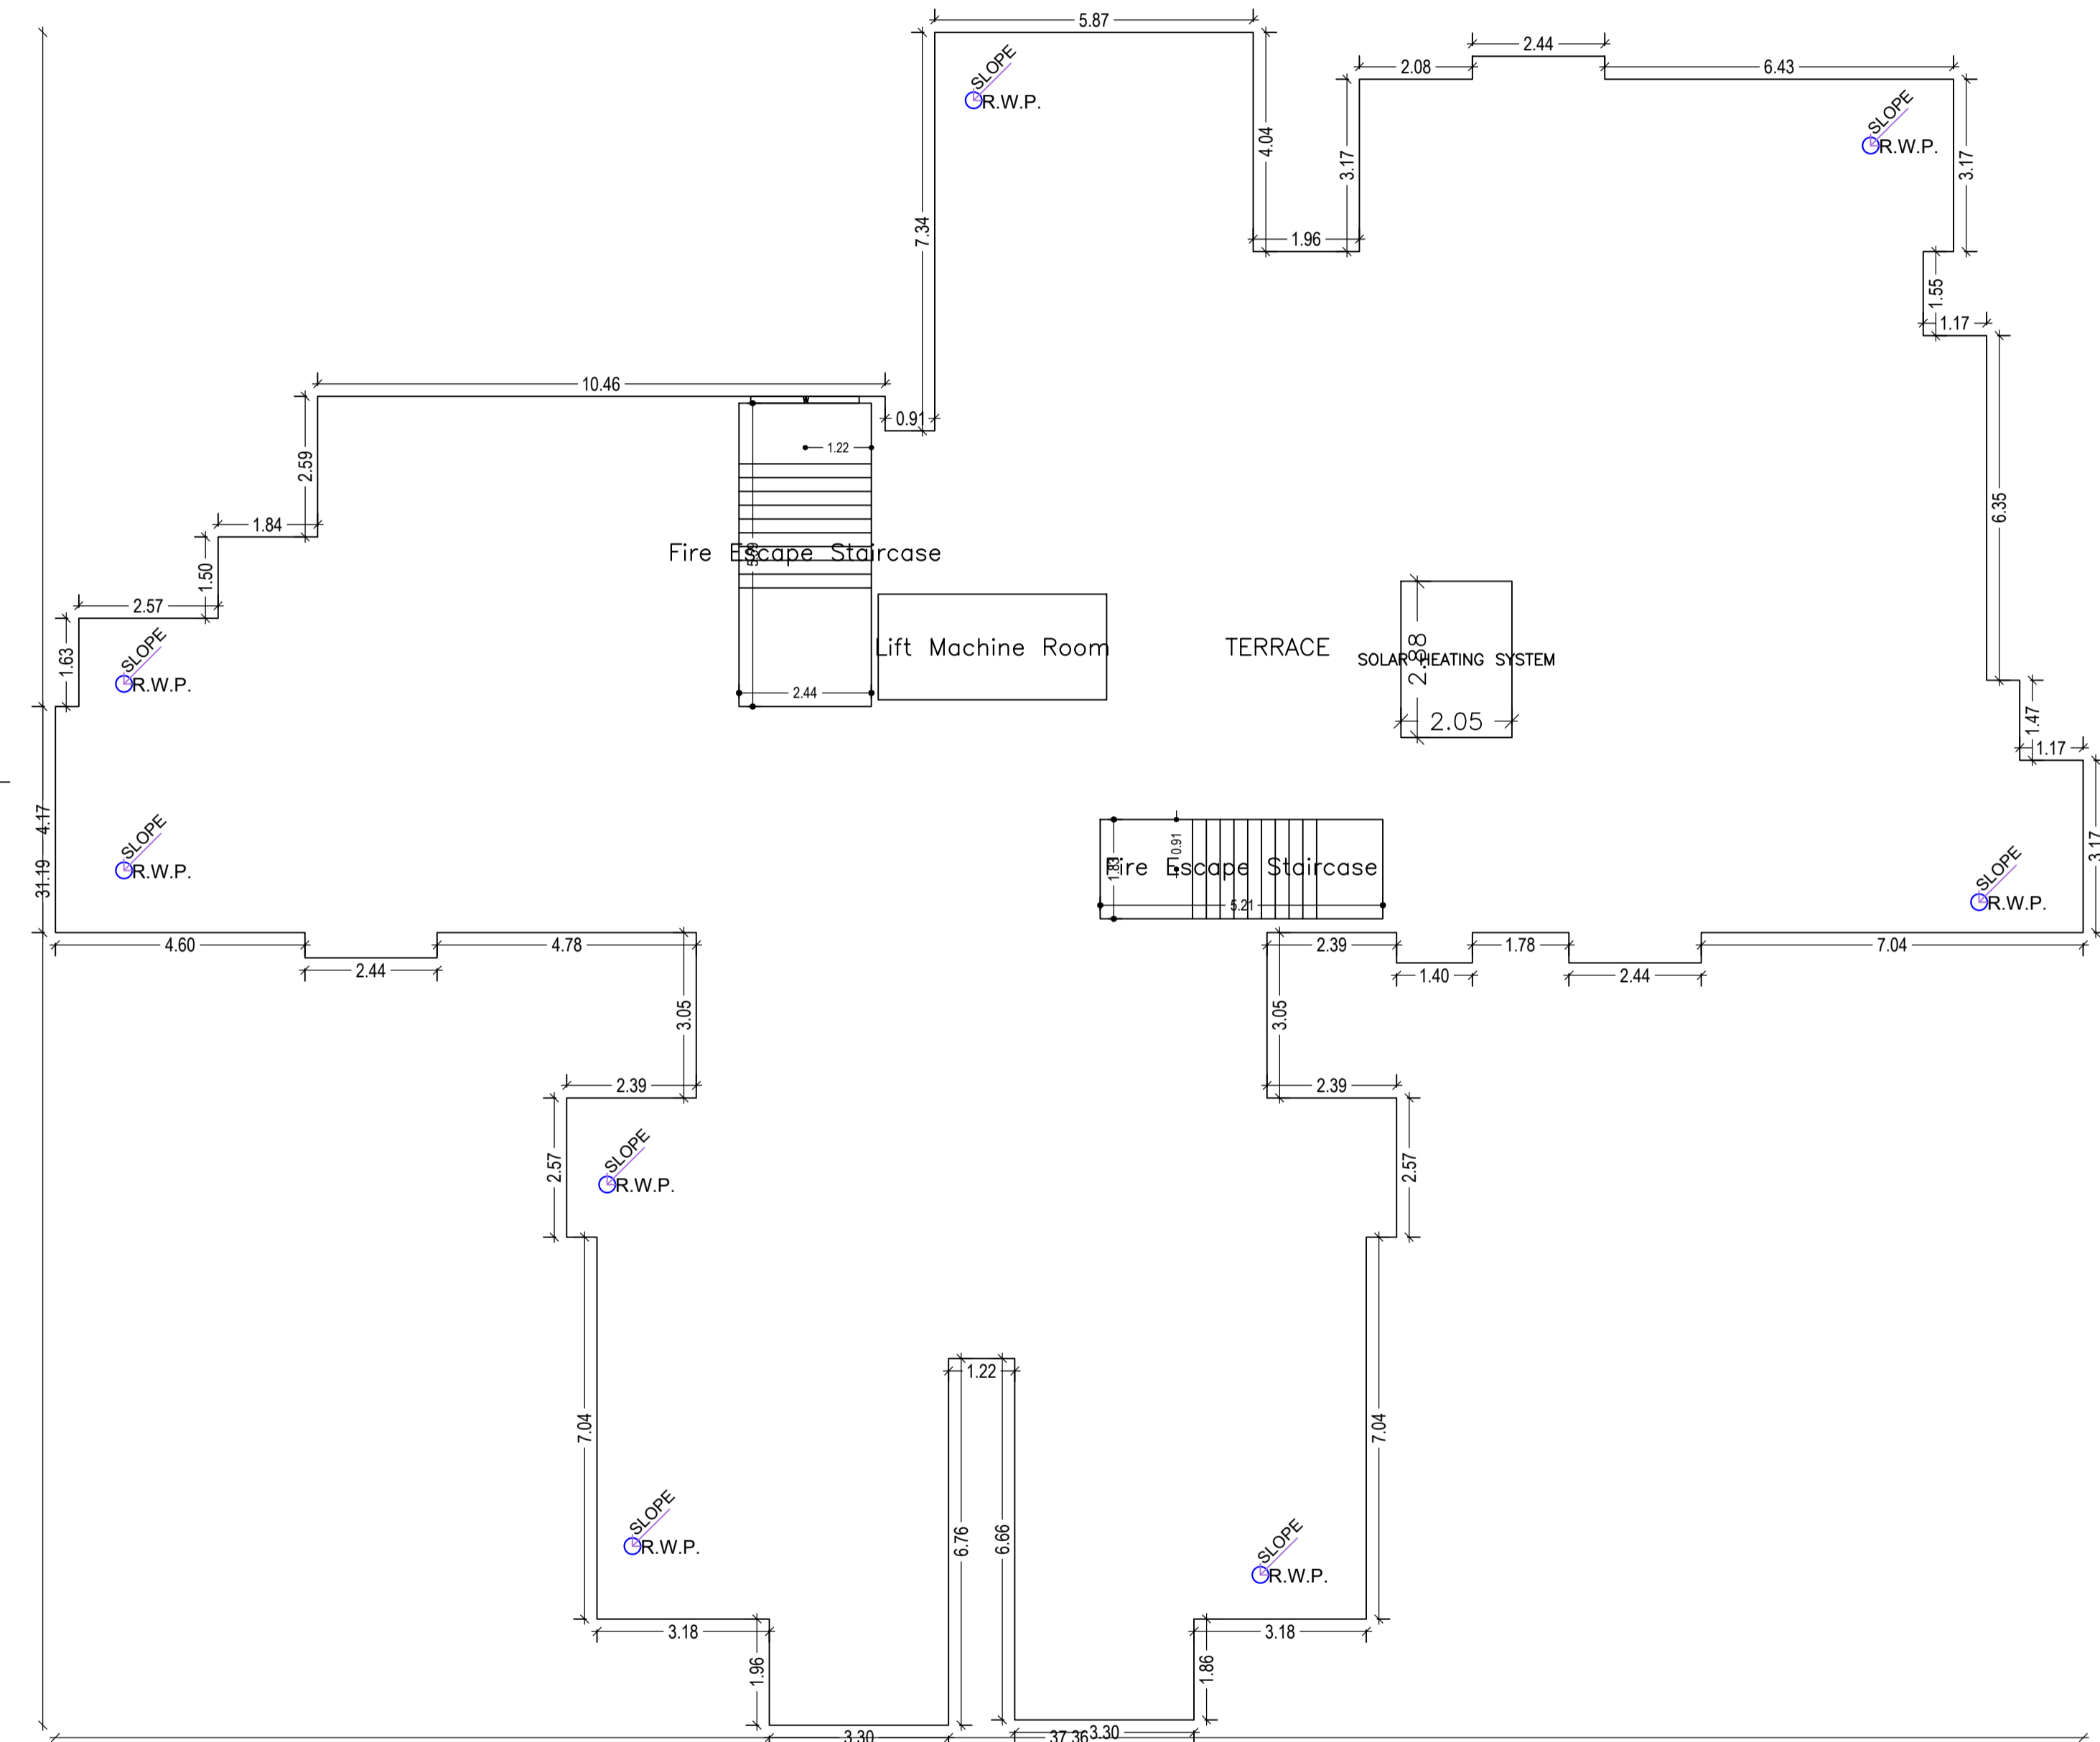 5.87
2.44
2.08
6.43
SLOPE
R.W.P.
SLOPE
R.W.P.
4.04
3.17
3.17
7.34
1.96
1.55
1.17
10.46
0.91
1.22
2.59
6.35
1.84
Fire Escape Staircase
1.50
2.57
1.63
SLOPE
R.W.P.
Lift Machine Room
TERRACE
SOLAR HEATING SYSTEM
2.88
2.05
2.44
1.47
1.17
4.17
31.19
SLOPE
R.W.P.
1.83
0.91
Fire Escape Staircase
5.21
3.17
SLOPE
R.W.P.
4.60
2.44
4.78
2.39
1.40
1.78
2.44
7.04
3.05
3.05
2.39
2.39
2.57
SLOPE
R.W.P.
2.57
1.22
7.04
7.04
6.76
6.66
SLOPE
R.W.P.
SLOPE
R.W.P.
3.18
3.18
1.96
1.86
3.30
37.36
3.30